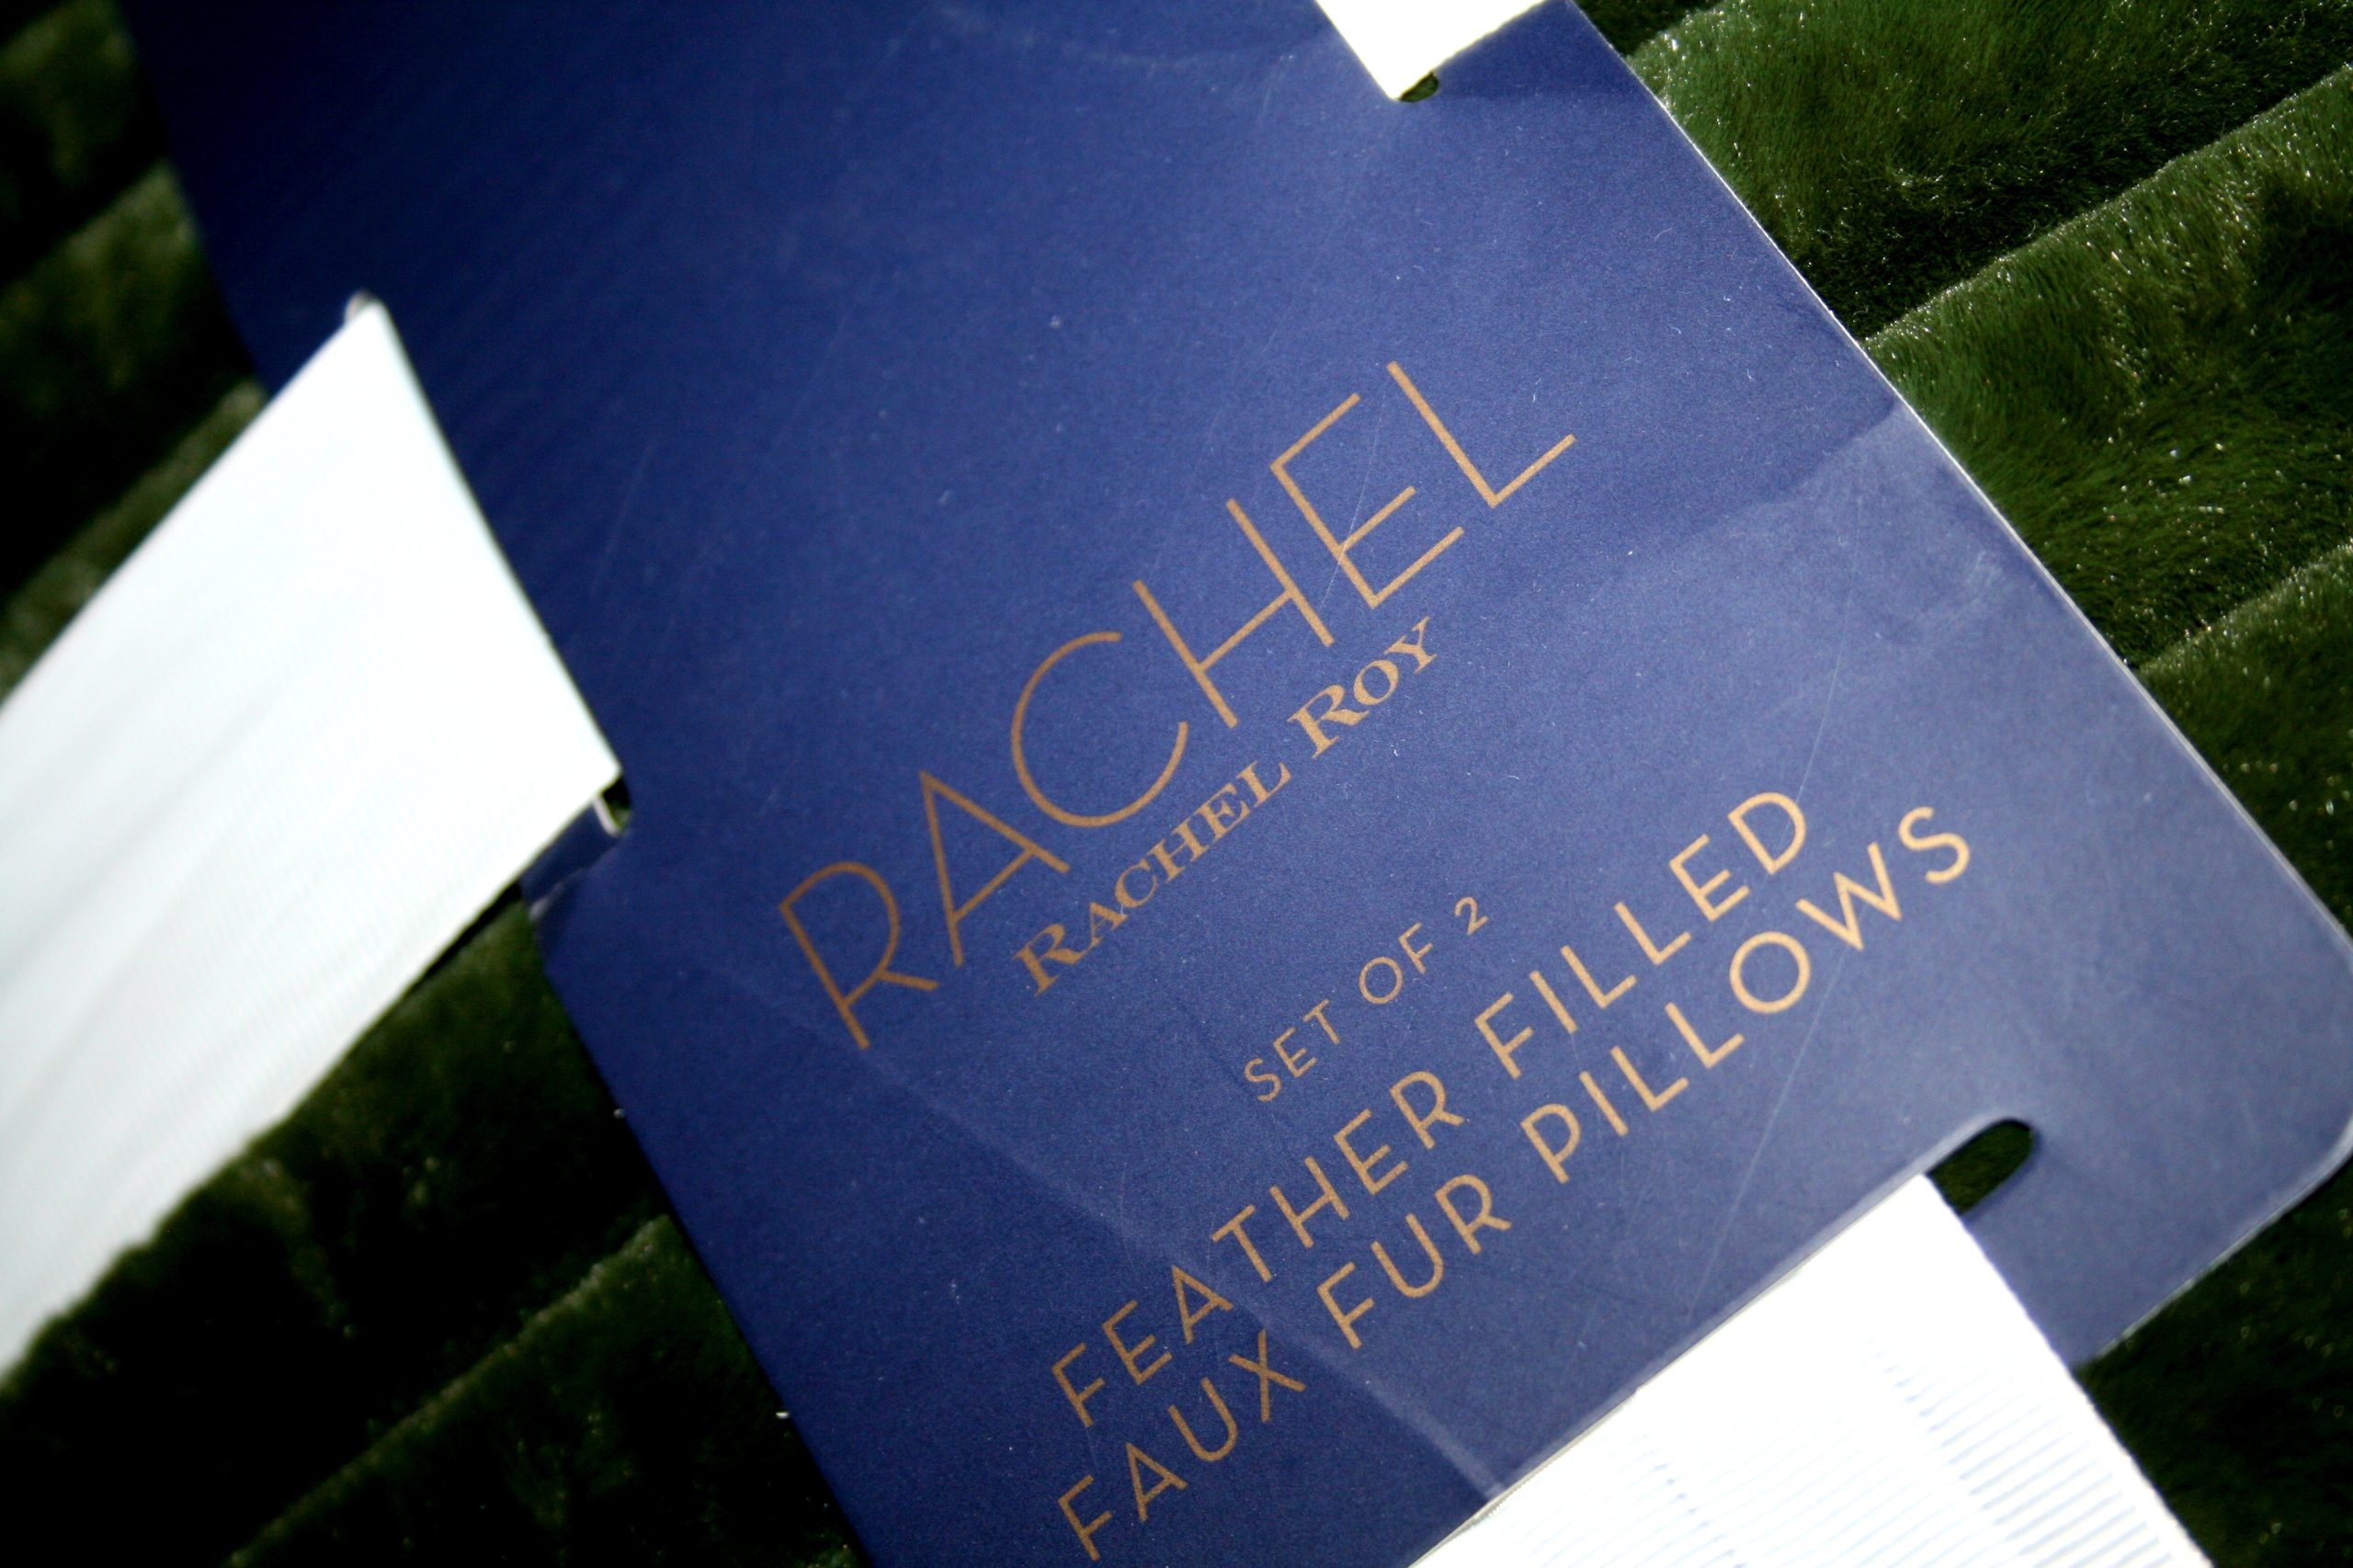 RACHEL
RACHEL ROY
SET OF 2
FEATHER FILLED
FAUX FUR PILLOWS